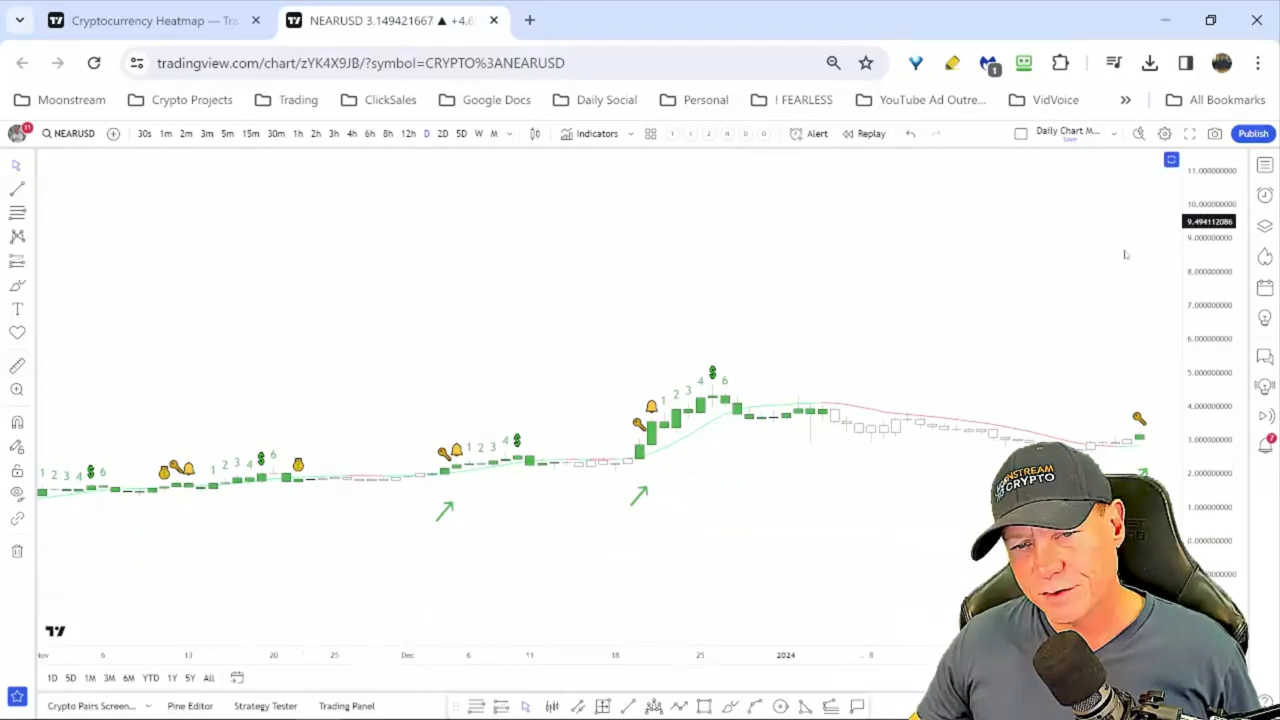 Cryptocurrency Heatmap — Tra
NEARUSD 3.149421667 ▲ +4.6
tradingview.com/chart/zYK4X9JB/?symbol=CRYPTO%3ANEARUSD
1
Moonstream Crypto Projects Trading ClickSales Google Docs Daily Social Personal ! FEARLESS YouTube Ad Outre... VidVoice » All Bookmarks
11 NEARUSD 30s 1m 2m 3m 5m 15m 30m 1h 2h 3h 4h 6h 8h 12h D 2D 5D W M Indicators Alert Replay Daily Chart M... Save Publish
11.000000000
10.000000000
9.494112086
9.000000000
8.000000000
7.000000000
6.000000000
5.000000000
4.000000000
3.000000000
2.000000000
1.000000000
0.000000000
1 2 3 4 $ 6
1 2 3 4 $ 6
1 2 3 4 $
1 2 3 4 $ 6
7
CRYPTO
Nov 6 13 20 25 Dec 6 11 18 25 2024 8
1D 5D 1M 3M 6M YTD 1Y 5Y All
Crypto Pairs Screen... Pine Editor Strategy Tester Trading Panel